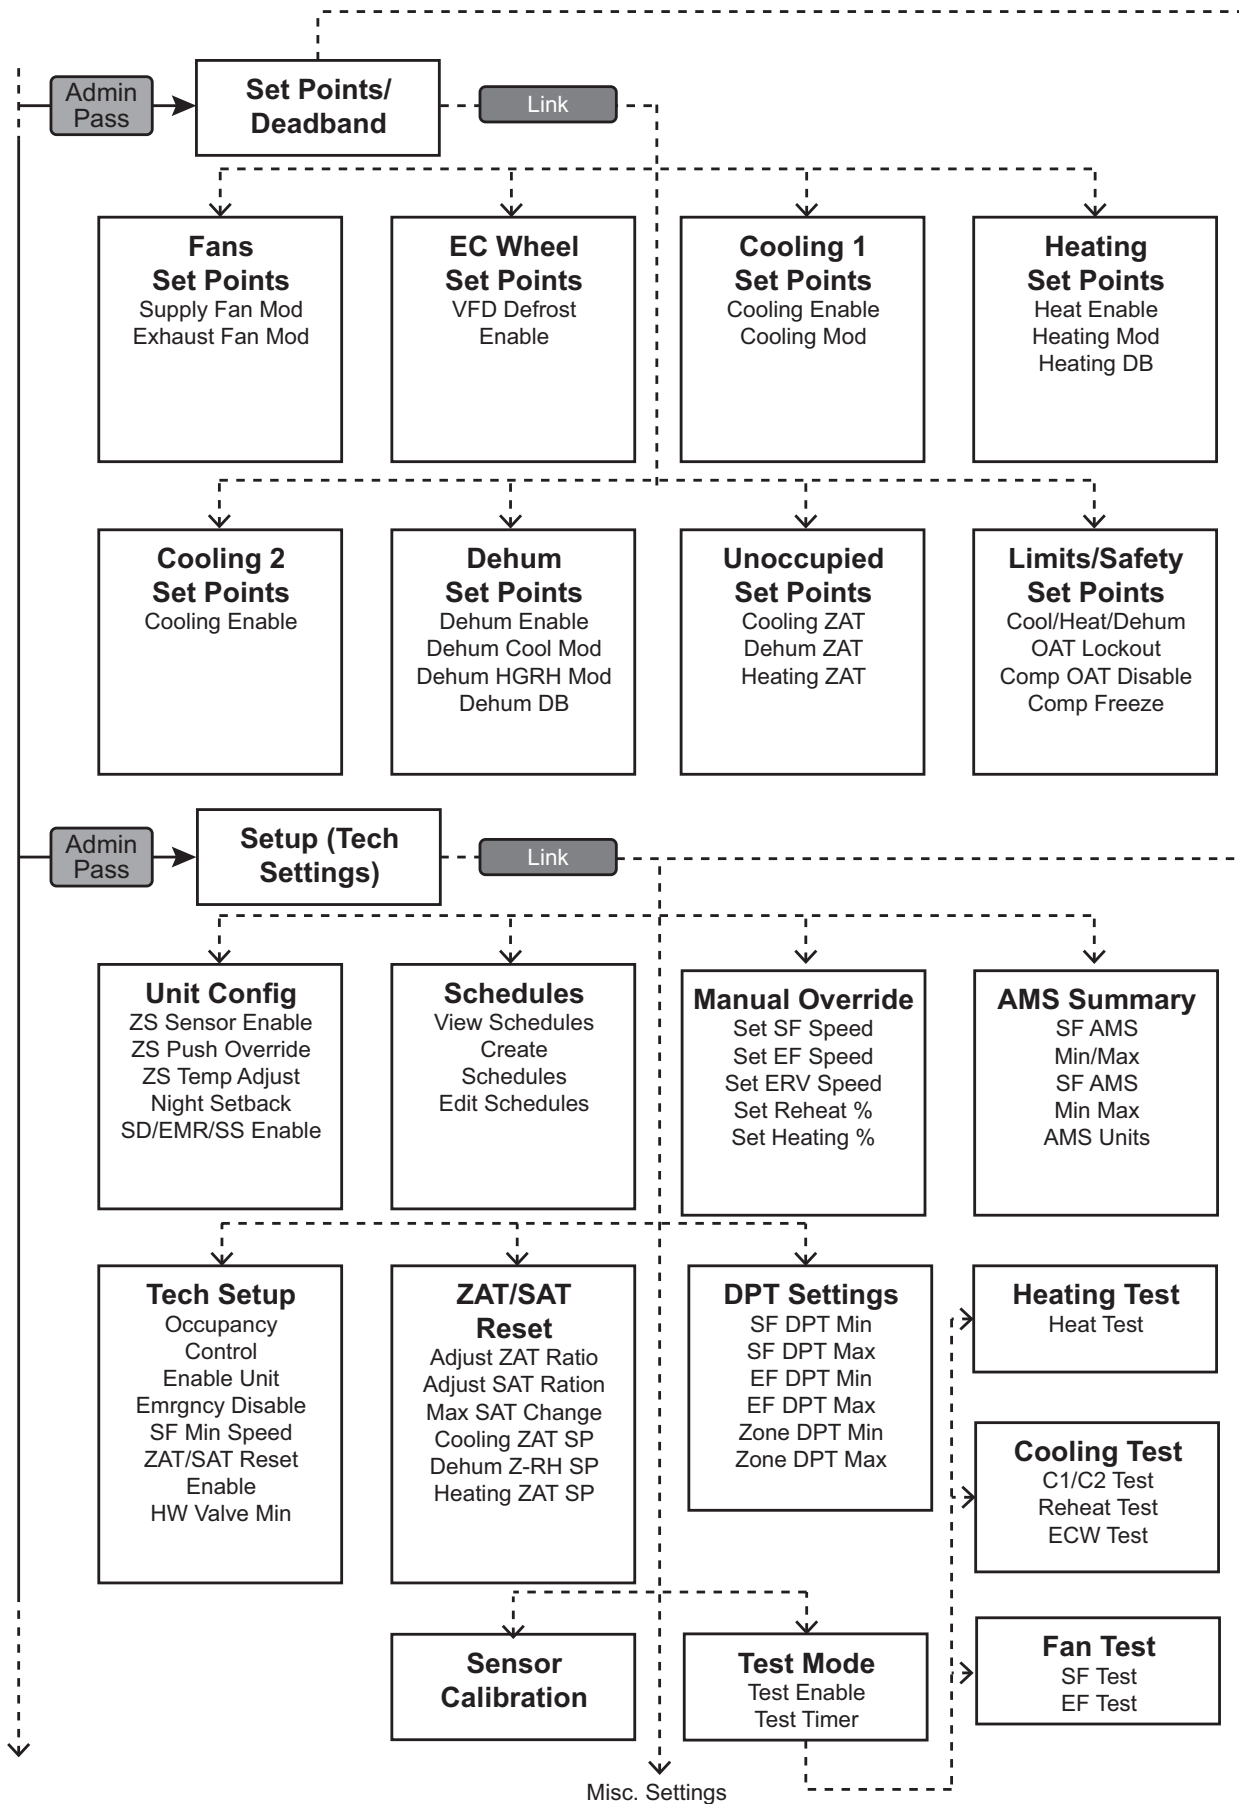 Admin
Pass
Set Points/
Deadband
Link
Fans
Set Points
Supply Fan Mod
Exhaust Fan Mod
EC Wheel
Set Points
VFD Defrost
Enable
Cooling 1
Set Points
Cooling Enable
Cooling Mod
Heating
Set Points
Heat Enable
Heating Mod
Heating DB
Cooling 2
Set Points
Cooling Enable
Dehum
Set Points
Dehum Enable
Dehum Cool Mod
Dehum HGRH Mod
Dehum DB
Unoccupied
Set Points
Cooling ZAT
Dehum ZAT
Heating ZAT
Limits/Safety
Set Points
Cool/Heat/Dehum
OAT Lockout
Comp OAT Disable
Comp Freeze
Admin
Pass
Setup (Tech
Settings)
Link
Unit Config
ZS Sensor Enable
ZS Push Override
ZS Temp Adjust
Night Setback
SD/EMR/SS Enable
Schedules
View Schedules
Create
Schedules
Edit Schedules
Manual Override
Set SF Speed
Set EF Speed
Set ERV Speed
Set Reheat %
Set Heating %
AMS Summary
SF AMS
Min/Max
SF AMS
Min Max
AMS Units
Tech Setup
Occupancy
Control
Enable Unit
Emrgncy Disable
SF Min Speed
ZAT/SAT Reset
Enable
HW Valve Min
ZAT/SAT
Reset
Adjust ZAT Ratio
Adjust SAT Ration
Max SAT Change
Cooling ZAT SP
Dehum Z-RH SP
Heating ZAT SP
DPT Settings
SF DPT Min
SF DPT Max
EF DPT Min
EF DPT Max
Zone DPT Min
Zone DPT Max
Heating Test
Heat Test
Cooling Test
C1/C2 Test
Reheat Test
ECW Test
Sensor
Calibration
Test Mode
Test Enable
Test Timer
Fan Test
SF Test
EF Test
Misc. Settings